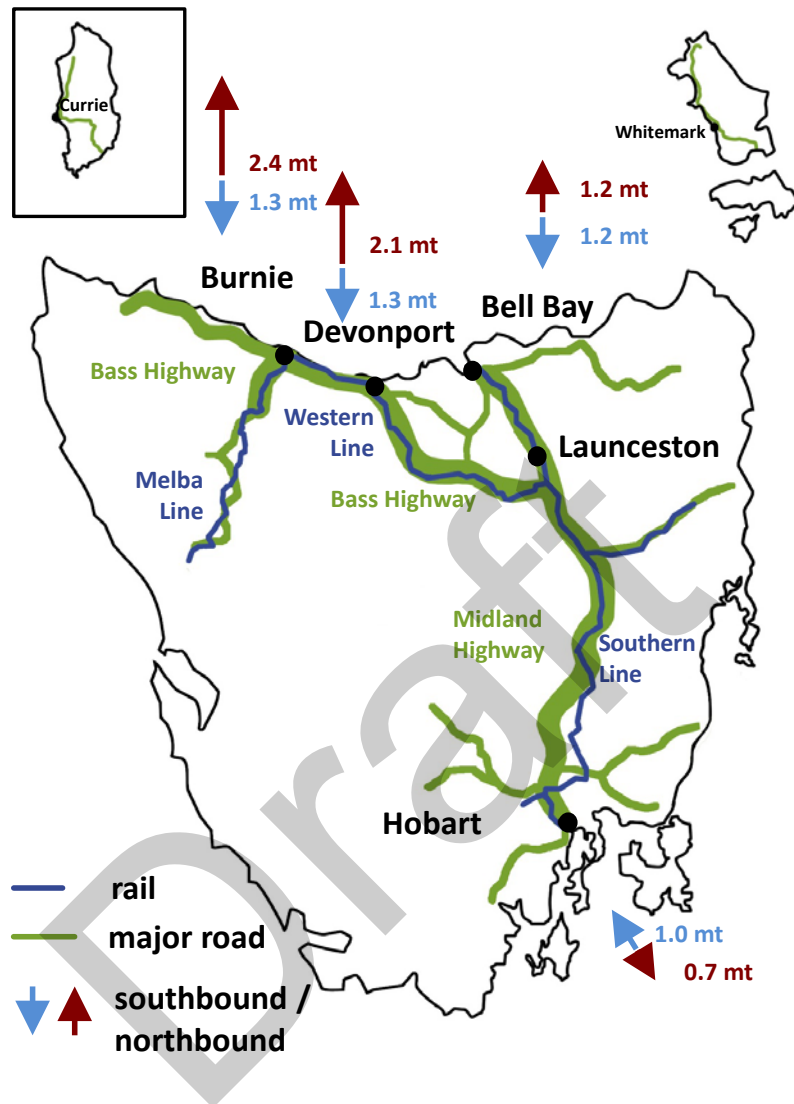 Currie
Whitemark
2.4 mt
1.3 mt
2.1 mt
1.3 mt
1.2 mt
1.2 mt
Burnie
Devonport
Bell Bay
Bass Highway
Western
Line
Launceston
Melba
Line
Bass Highway
Midland
Highway
Southern
Line
Hobart
Draft
rail
major road
southbound /
northbound
1.0 mt
0.7 mt